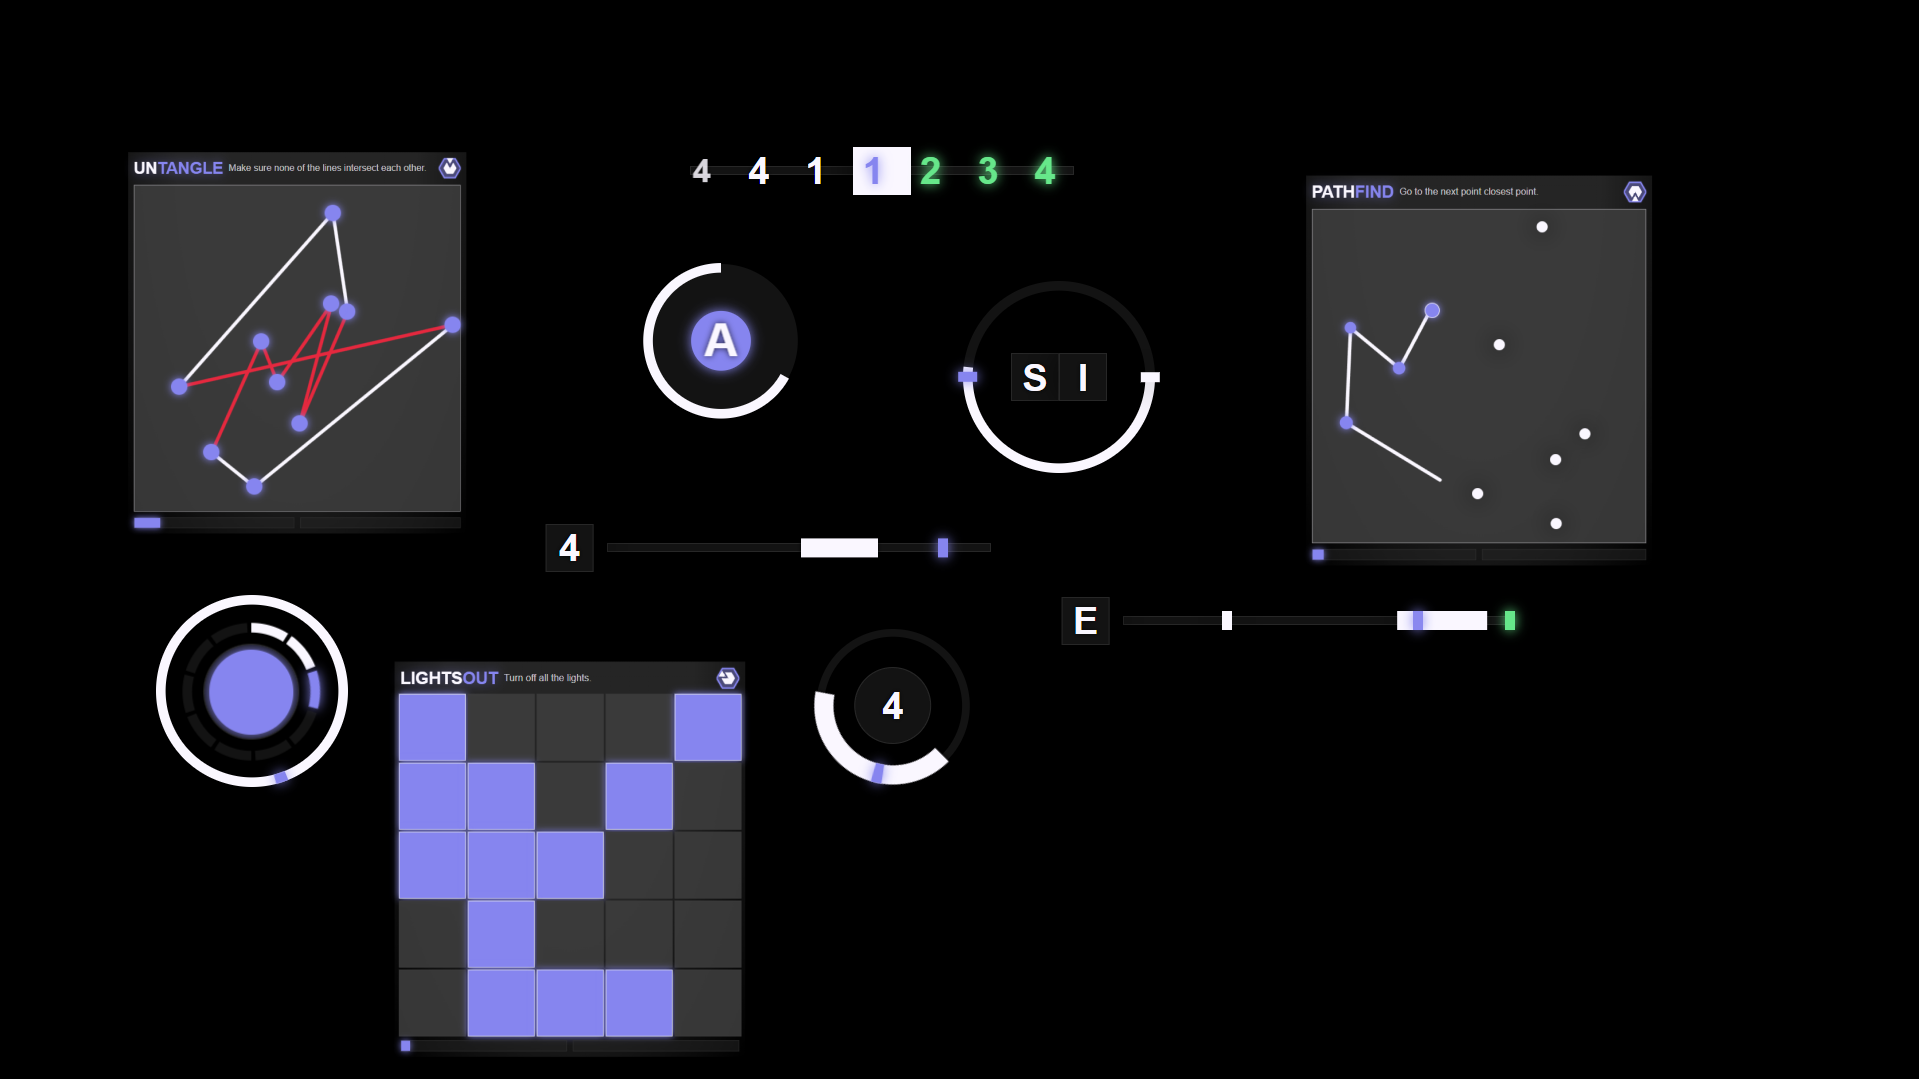 UNTANGLE Make sure none of the lines intersect each other.
4 4 1 1 2 3 4
PATHFIND Go to the next point closest point.
A
S I
4
E
LIGHTSOUT Turn off all the lights.
4